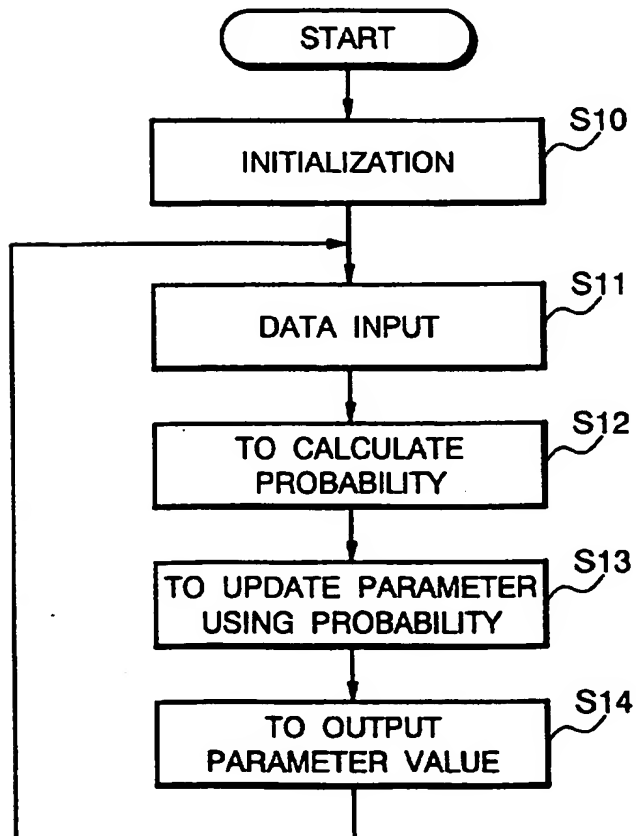 START
S10
INITIALIZATION
S11
DATA INPUT
S12
TO CALCULATE
PROBABILITY
S13
TO UPDATE PARAMETER
USING PROBABILITY
S14
TO OUTPUT
PARAMETER VALUE